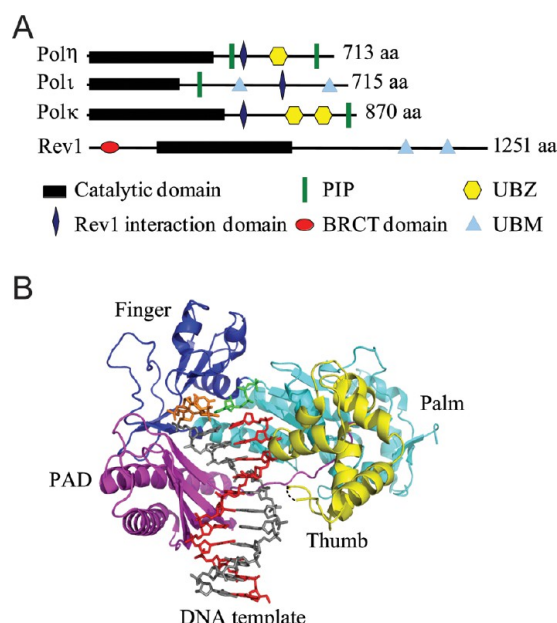 A
Polη 713 aa
Polι 715 aa
Polκ 870 aa
Rev1 1251 aa
Catalytic domain PIP UBZ
Rev1 interaction domain BRCT domain UBM
B
Finger
Palm
PAD
Thumb
DNA template